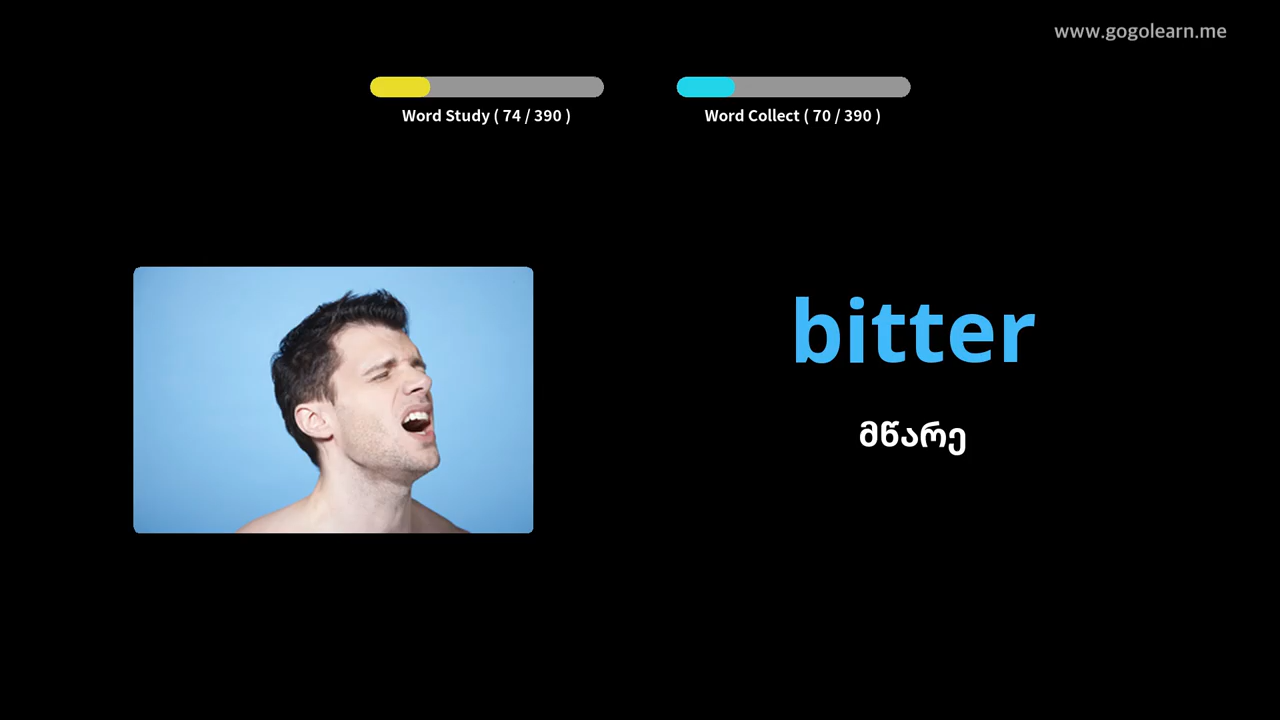 www.gogolearn.me
Word Study ( 74 / 390 )
Word Collect ( 70 / 390 )
bitter
მწარე